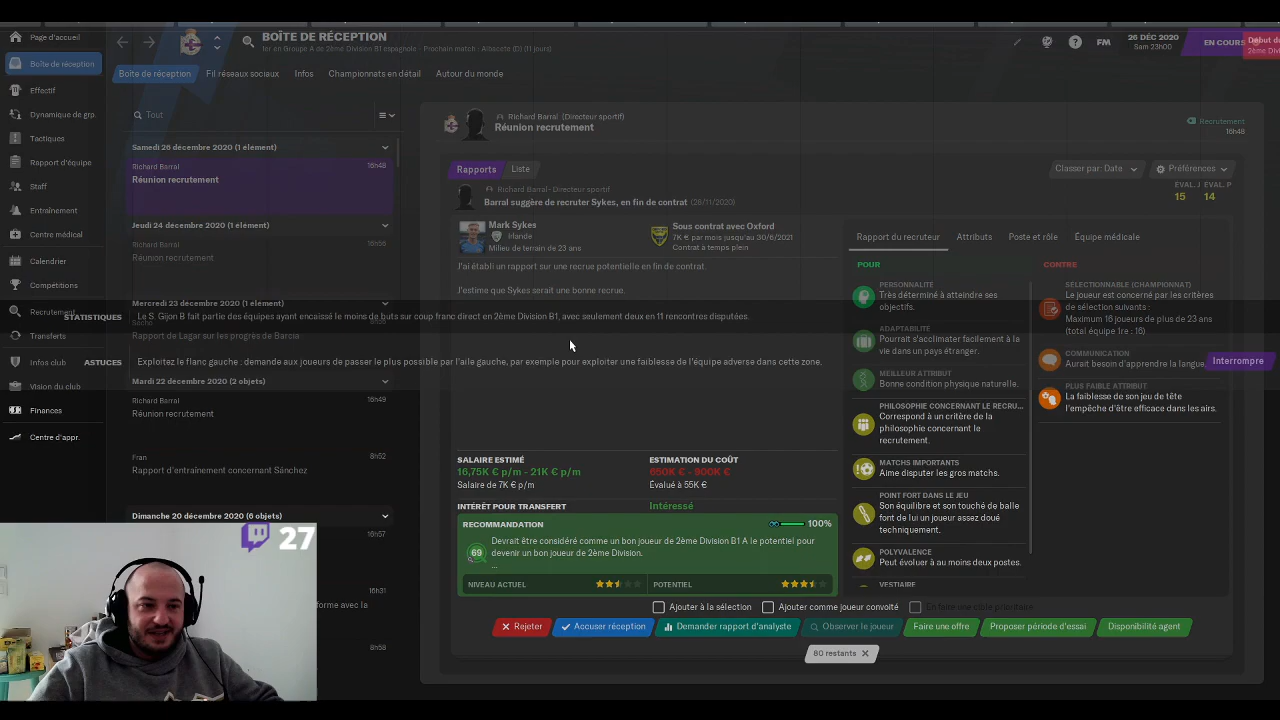 Page d'accueil
Boîte de réception
Effectif
Dynamique de grp.
Tactiques
Rapport d'équipe
Staff
Entraînement
Centre médical
Calendrier
Compétitions
Recrutement
Transferts
Infos club
Vision du club
Finances
Centre d'appr.
BOÎTE DE RÉCEPTION
1er en Groupe A de 2ème Division B1 espagnole - Prochain match - Albacete (D) (11 jours)
FM
26 DÉC 2020
Sam 23h00
EN COURS
Début du
2ème Divi
Boîte de réception
Fil réseaux sociaux
Infos
Championnats en détail
Autour du monde
Tout
Samedi 26 décembre 2020 (1 élément)
Richard Barral
16h48
Réunion recrutement
Jeudi 24 décembre 2020 (1 élément)
Richard Barral
16h56
Réunion recrutement
Mercredi 23 décembre 2020 (1 élément)
Rapport de Lagar sur les progrès de Barcia
Mardi 22 décembre 2020 (2 objets)
Richard Barral
16h49
Réunion recrutement
Fran
8h52
Rapport d'entraînement concernant Sánchez
Dimanche 20 décembre 2020 (6 objets)
16h57
16h31
forme avec la
8h58
STATISTIQUES
Le S. Gijon B fait partie des équipes ayant encaissé le moins de buts sur coup franc direct en 2ème Division B1, avec seulement deux en 11 rencontres disputées.
ASTUCES
Exploitez le flanc gauche : demande aux joueurs de passer le plus possible par l'aile gauche, par exemple pour exploiter une faiblesse de l'équipe adverse dans cette zone.
Interrompre
Richard Barral (Directeur sportif)
Réunion recrutement
Recrutement
16h48
Rapports
Liste
Classer par: Date
Préférences
Richard Barral - Directeur sportif
Barral suggère de recruter Sykes, en fin de contrat (28/11/2020)
ÉVAL. J
ÉVAL. P
15
14
Mark Sykes
Irlande
Milieu de terrain de 23 ans
Sous contrat avec Oxford
7K € par mois jusqu'au 30/6/2021
Contrat à temps plein
J'ai établi un rapport sur une recrue potentielle en fin de contrat.
J'estime que Sykes serait une bonne recrue.
SALAIRE ESTIMÉ
16,75K € p/m - 21K € p/m
Salaire de 7K € p/m
ESTIMATION DU COÛT
650K € - 900K €
Évalué à 55K €
INTÉRÊT POUR TRANSFERT
Intéressé
RECOMMANDATION
100%
69
Devrait être considéré comme un bon joueur de 2ème Division B1 A le potentiel pour
devenir un bon joueur de 2ème Division.
...
NIVEAU ACTUEL
POTENTIEL
Rapport du recruteur
Attributs
Poste et rôle
Équipe médicale
POUR
PERSONNALITÉ
Très déterminé à atteindre ses
objectifs.
ADAPTABILITÉ
Pourrait s'acclimater facilement à la
vie dans un pays étranger.
MEILLEUR ATTRIBUT
Bonne condition physique naturelle.
PHILOSOPHIE CONCERNANT LE RECRU...
Correspond à un critère de la
philosophie concernant le
recrutement.
MATCHS IMPORTANTS
Aime disputer les gros matchs.
POINT FORT DANS LE JEU
Son équilibre et son touché de balle
font de lui un joueur assez doué
techniquement.
POLYVALENCE
Peut évoluer à au moins deux postes.
VESTIAIRE
CONTRE
SÉLECTIONNABLE (CHAMPIONNAT)
Le joueur est concerné par les critères
de sélection suivants :
Maximum 16 joueurs de plus de 23 ans
(total équipe 1re : 16)
COMMUNICATION
Aurait besoin d'apprendre la langue
PLUS FAIBLE ATTRIBUT
La faiblesse de son jeu de tête
l'empêche d'être efficace dans les airs.
Ajouter à la sélection
Ajouter comme joueur convoité
En faire une cible prioritaire
Rejeter
Accuser réception
Demander rapport d'analyste
Observer le joueur
Faire une offre
Proposer période d'essai
Disponibilité agent
80 restants
27